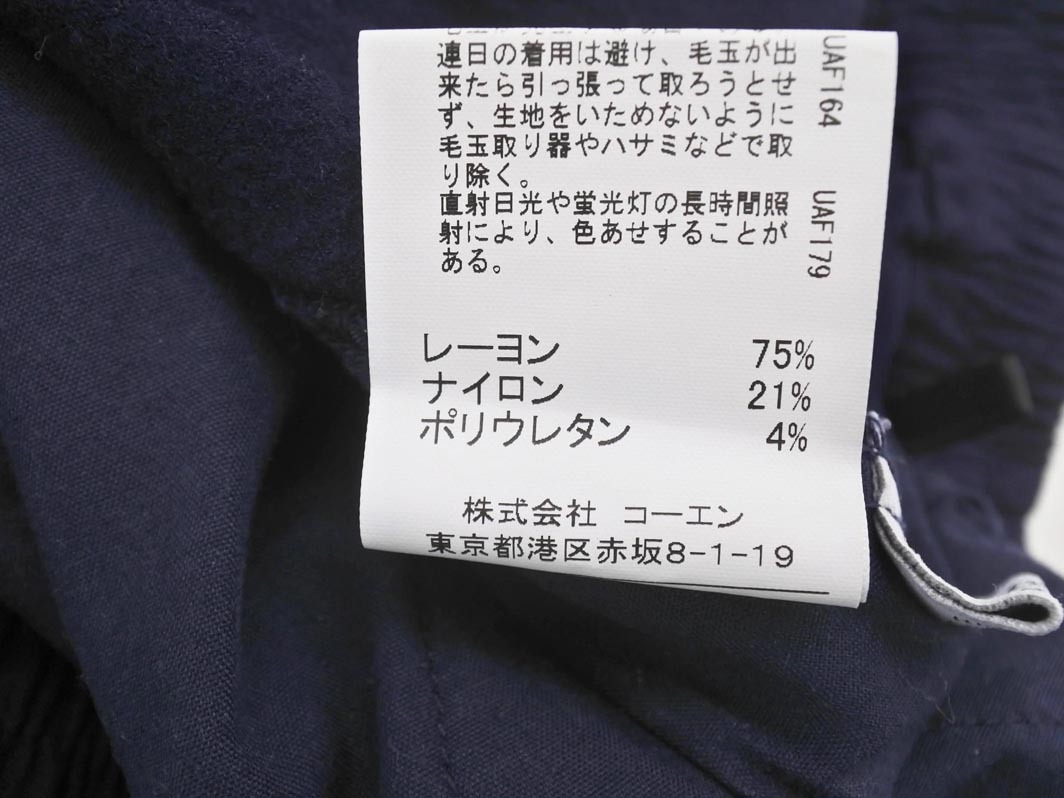 連日の着用は避け、毛玉が出
来たら引っ張って取ろうとせ
ず、生地をいためないように
毛玉取り器やハサミなどで取
り除く。
直射日光や蛍光灯の長時間照
射により、色あせすることが
ある。
UAF164
UAF179
レーヨン 75%
ナイロン 21%
ポリウレタン 4%
株式会社 コーエン
東京都港区赤坂8-1-19